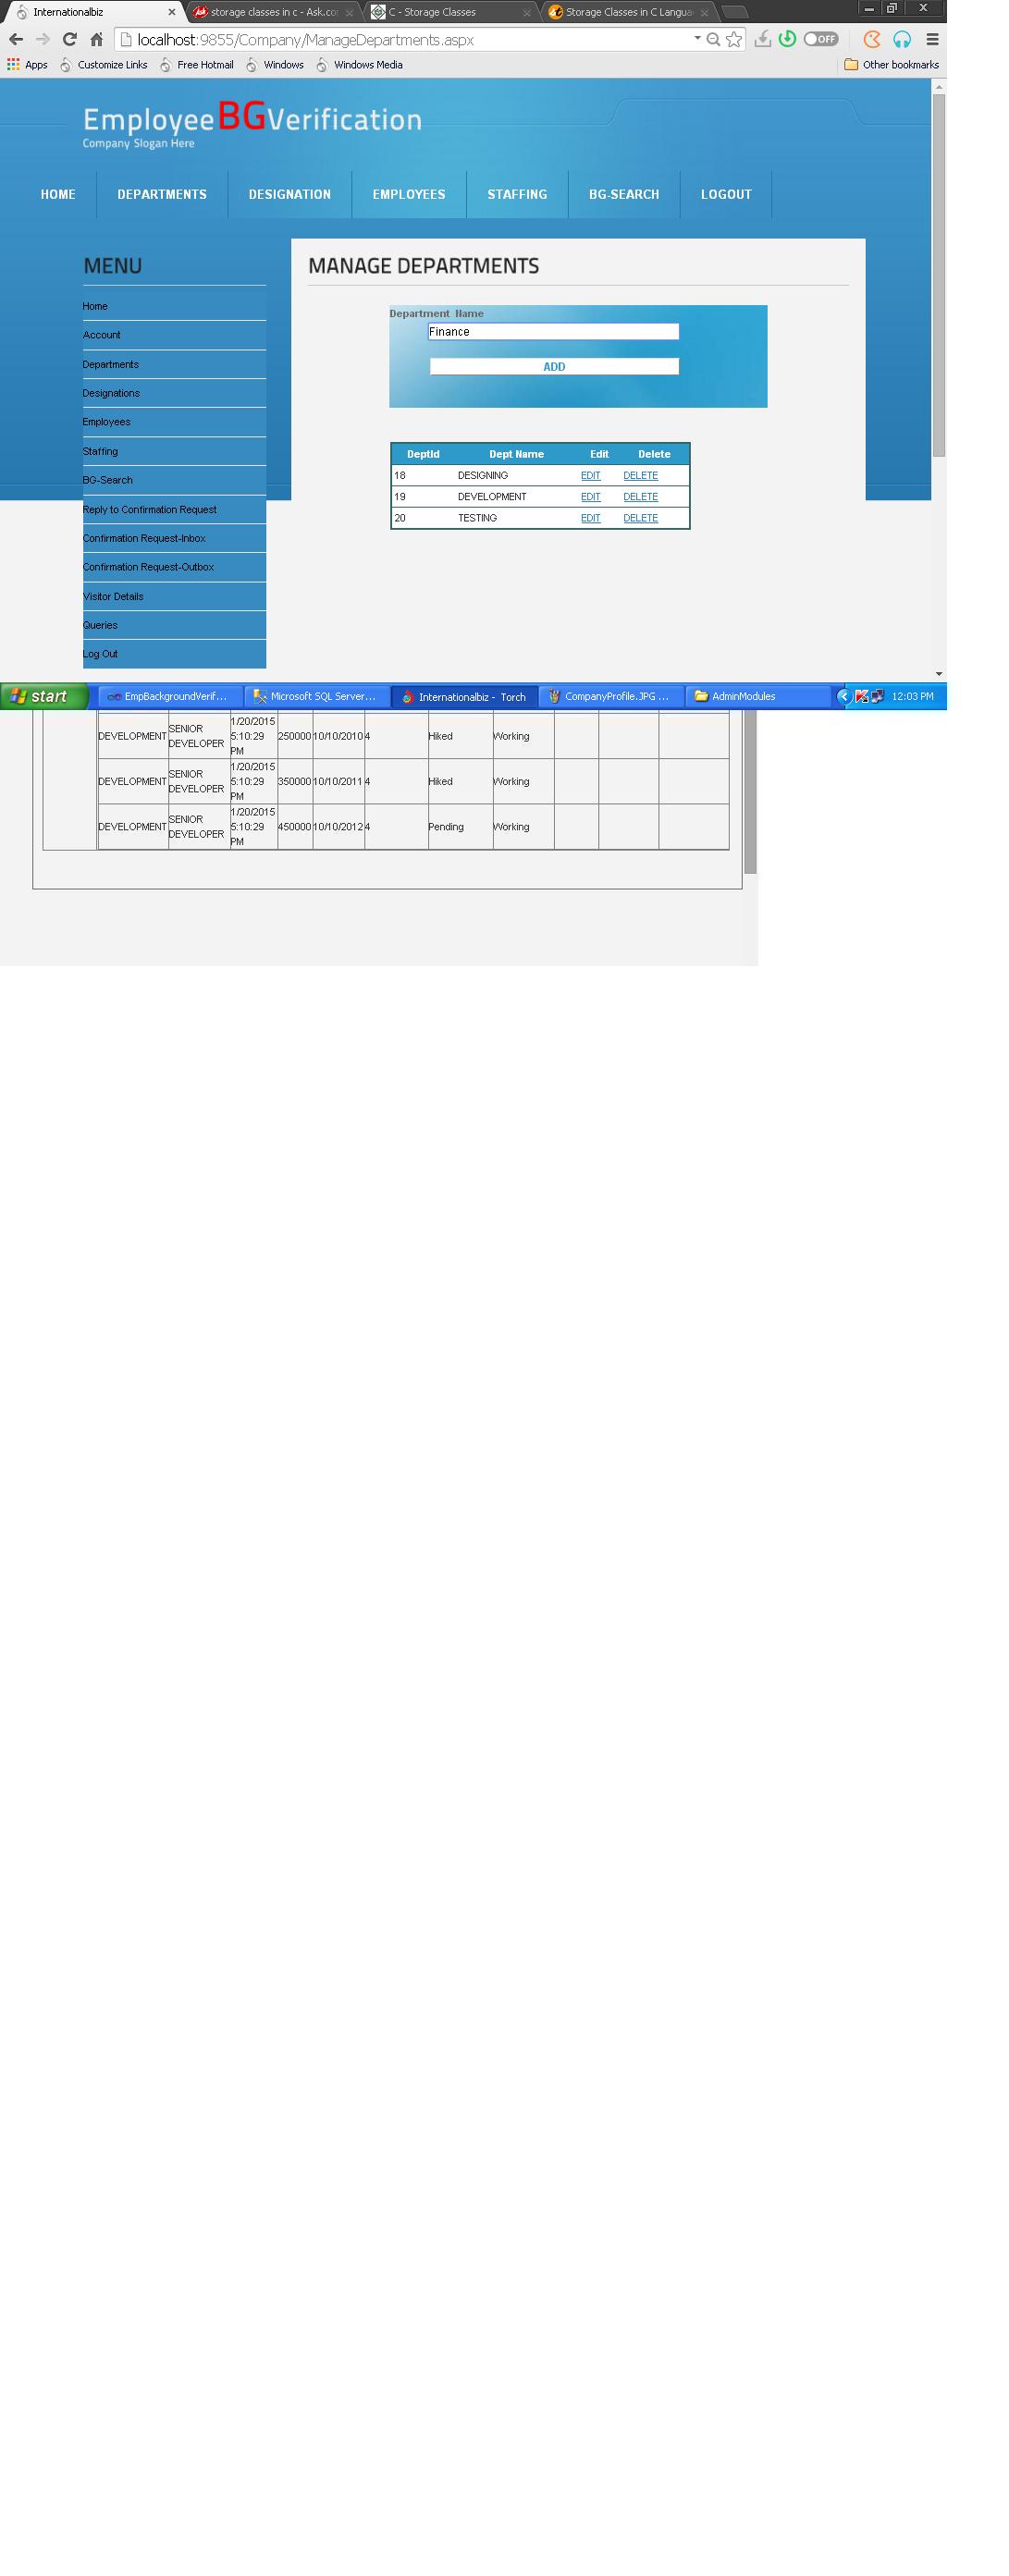 Internationalbiz
storage classes in c - Ask.co
C - Storage Classes
Storage Classes in C Langua
localhost:9855/Company/ManageDepartments.aspx
OFF
Apps
Customize Links
Free Hotmail
Windows
Windows Media
Other bookmarks
EmployeeBGVerification
Company Slogan Here
HOME
DEPARTMENTS
DESIGNATION
EMPLOYEES
STAFFING
BG-SEARCH
LOGOUT
MENU
Home
Account
Departments
Designations
Employees
Staffing
BG-Search
Reply to Confirmation Request
Confirmation Request-Inbox
Confirmation Request-Outbox
Visitor Details
Queries
Log Out
MANAGE DEPARTMENTS
Department Name
Finance
ADD
DeptId Dept Name Edit Delete
18 DESIGNING EDIT DELETE
19 DEVELOPMENT EDIT DELETE
20 TESTING EDIT DELETE
start
EmpBackgroundVerif...
Microsoft SQL Server...
Internationalbiz - Torch
CompanyProfile.JPG ...
AdminModules
12:03 PM
DEVELOPMENT
SENIOR
DEVELOPER
1/20/2015
5:10:29
PM
250000
10/10/2010
4
Hiked
Working
DEVELOPMENT
SENIOR
DEVELOPER
1/20/2015
5:10:29
PM
350000
10/10/2011
4
Hiked
Working
DEVELOPMENT
SENIOR
DEVELOPER
1/20/2015
5:10:29
PM
450000
10/10/2012
4
Pending
Working